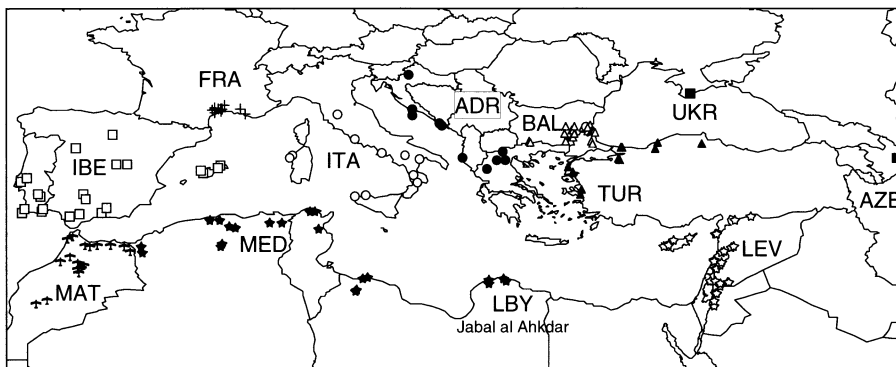 FRA
ADR
UKR
BAL
IBE
ITA
TUR
AZE
MED
LEV
MAT
LBY
Jabal al Ahkdar